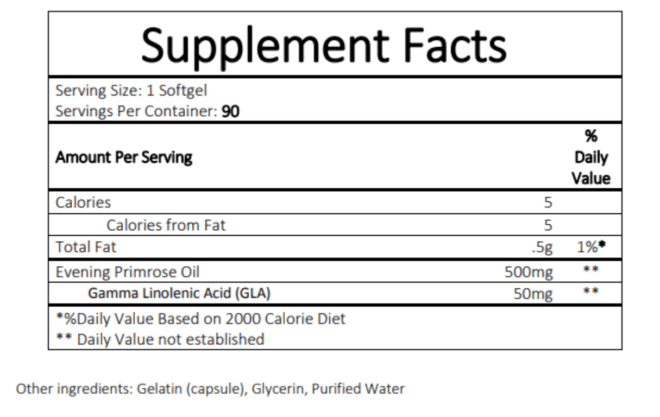 Supplement Facts
Serving Size: 1 Softgel
Servings Per Container: 90
Amount Per Serving
%
Daily
Value
Calories 5
Calories from Fat 5
Total Fat .5g 1%*
Evening Primrose Oil 500mg **
Gamma Linolenic Acid (GLA) 50mg **
*%Daily Value Based on 2000 Calorie Diet
** Daily Value not established
Other ingredients: Gelatin (capsule), Glycerin, Purified Water